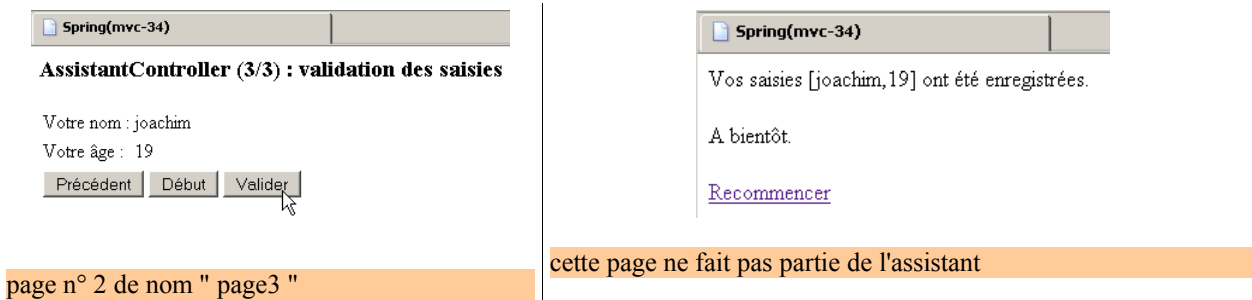 Spring(mvc-34)
AssistantController (3/3) : validation des saisies
Votre nom : joachim
Votre âge : 19
Précédent Début Valider
page n° 2 de nom " page3 "
Spring(mvc-34)
Vos saisies [joachim,19] ont été enregistrées.
A bientôt.
Recommencer
cette page ne fait pas partie de l'assistant